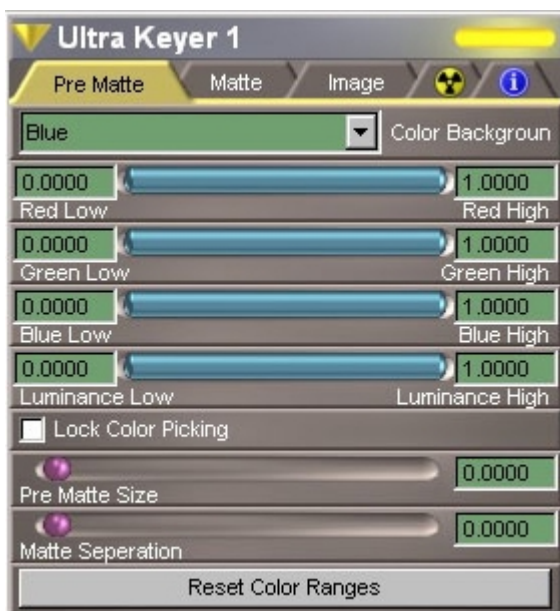 Ultra Keyer 1
Pre Matte Matte Image
Blue Color Backgroun
0.0000 1.0000
Red Low Red High
0.0000 1.0000
Green Low Green High
0.0000 1.0000
Blue Low Blue High
0.0000 1.0000
Luminance Low Luminance High
Lock Color Picking
0.0000
Pre Matte Size
0.0000
Matte Seperation
Reset Color Ranges